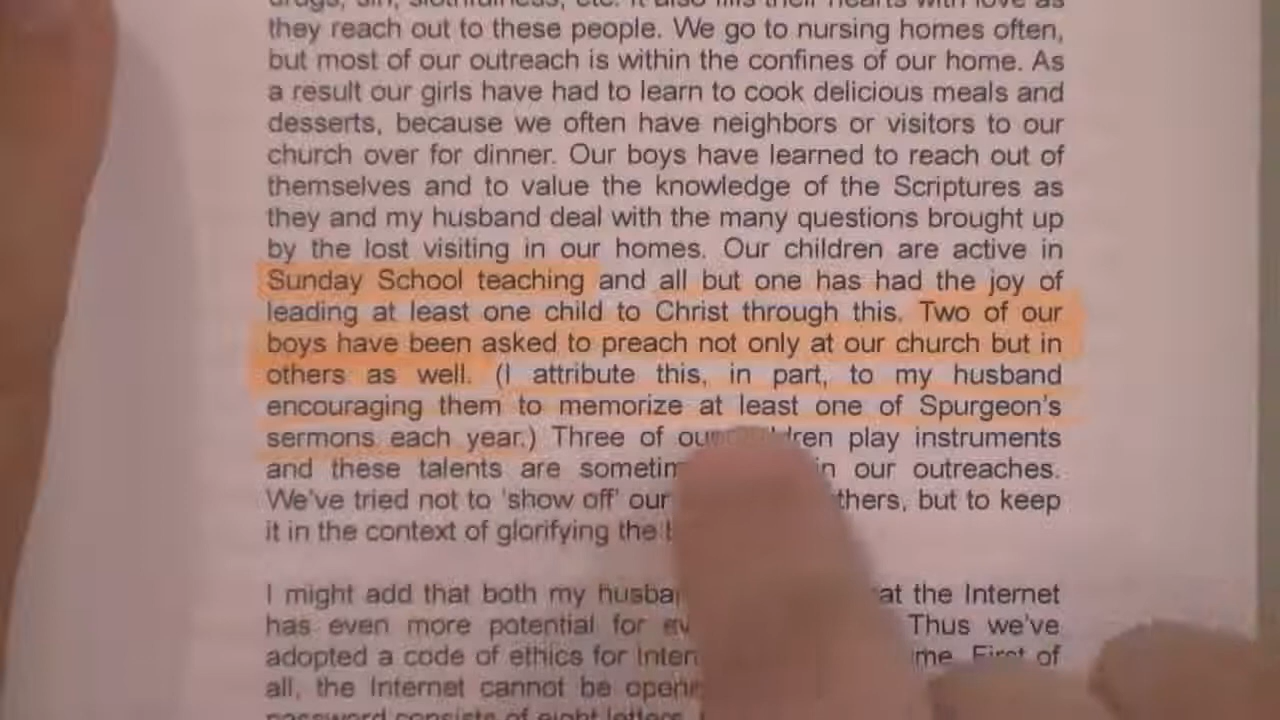 drugs, sin, slothfulness, etc. It also fills their hearts with love as
they reach out to these people. We go to nursing homes often,
but most of our outreach is within the confines of our home. As
a result our girls have had to learn to cook delicious meals and
desserts, because we often have neighbors or visitors to our
church over for dinner. Our boys have learned to reach out of
themselves and to value the knowledge of the Scriptures as
they and my husband deal with the many questions brought up
by the lost visiting in our homes. Our children are active in
Sunday School teaching and all but one has had the joy of
leading at least one child to Christ through this. Two of our
boys have been asked to preach not only at our church but in
others as well. (I attribute this, in part, to my husband
encouraging them to memorize at least one of Spurgeon's
sermons each year.) Three of our play instruments
and these talents are in our outreaches.
We've tried not to 'show off' our but to keep
it in the context of glorifying the
I might add that both my at the Internet
has even more potential for Thus we've
adopted a code of ethics for First of
all, the Internet cannot be
password consists of eight letters